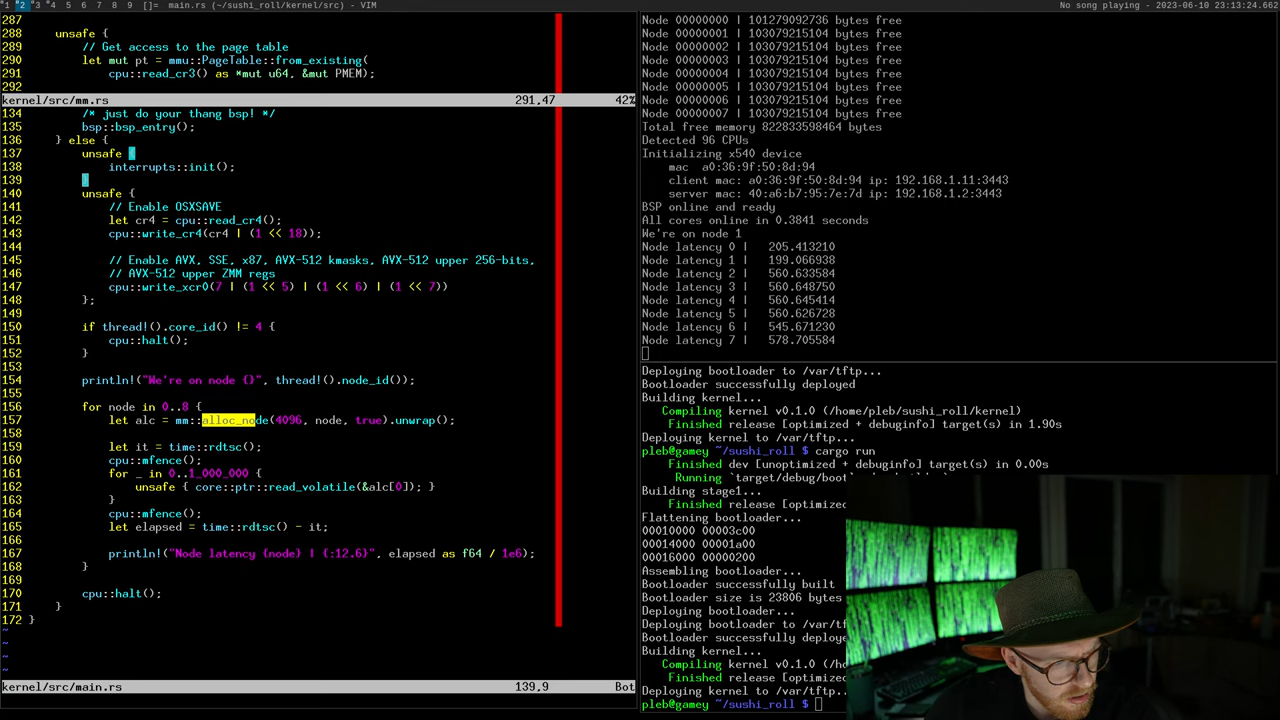 1 2 3 4 5 6 7 8 9 []= main.rs (~/sushi_roll/kernel/src) - VIM
No song playing - 2023-06-10 23:13:24.662
287
288     unsafe {
289         // Get access to the page table
290         let mut pt = mmu::PageTable::from_existing(
291             cpu::read_cr3() as *mut u64, &mut PMEM);
292
kernel/src/mm.rs 291,47 42%
134         /* just do your thang bsp! */
135         bsp::bsp_entry();
136     } else {
137         unsafe {
138             interrupts::init();
139         }
140         unsafe {
141             // Enable OSXSAVE
142             let cr4 = cpu::read_cr4();
143             cpu::write_cr4(cr4 | (1 << 18));
144
145             // Enable AVX, SSE, x87, AVX-512 kmasks, AVX-512 upper 256-bits,
146             // AVX-512 upper ZMM regs
147             cpu::write_xcr0(7 | (1 << 5) | (1 << 6) | (1 << 7))
148         };
149
150         if thread!().core_id() != 4 {
151             cpu::halt();
152         }
153
154         println!("We're on node {}", thread!().node_id());
155
156         for node in 0..8 {
157             let alc = mm::alloc_node(4096, node, true).unwrap();
158
159             let it = time::rdtsc();
160             cpu::mfence();
161             for _ in 0..1_000_000 {
162                 unsafe { core::ptr::read_volatile(&alc[0]); }
163             }
164             cpu::mfence();
165             let elapsed = time::rdtsc() - it;
166
167             println!("Node latency {node} | {:12.6}", elapsed as f64 / 1e6);
168         }
169
170         cpu::halt();
171     }
172 }
~
~
~
~
kernel/src/main.rs 139,9 Bot
Node 00000000 | 101279092736 bytes free
Node 00000001 | 103079215104 bytes free
Node 00000002 | 103079215104 bytes free
Node 00000003 | 103079215104 bytes free
Node 00000004 | 103079215104 bytes free
Node 00000005 | 103079215104 bytes free
Node 00000006 | 103079215104 bytes free
Node 00000007 | 103079215104 bytes free
Total free memory 822833598464 bytes
Detected 96 CPUs
Initializing x540 device
    mac  a0:36:9f:50:8d:94
    client mac: a0:36:9f:50:8d:94 ip: 192.168.1.11:3443
    server mac: 40:a6:b7:95:7e:7d ip: 192.168.1.2:3443
BSP online and ready
All cores online in 0.3841 seconds
We're on node 1
Node latency 0 |   205.413210
Node latency 1 |   199.066938
Node latency 2 |   560.633584
Node latency 3 |   560.648750
Node latency 4 |   560.645414
Node latency 5 |   560.626728
Node latency 6 |   545.671230
Node latency 7 |   578.705584
Deploying bootloader to /var/tftp...
Bootloader successfully deployed
Building kernel...
   Compiling kernel v0.1.0 (/home/pleb/sushi_roll/kernel)
    Finished release [optimized + debuginfo] target(s) in 1.90s
Deploying kernel to /var/tftp...
pleb@gamey ~/sushi_roll $ cargo run
    Finished dev [unoptimized + debuginfo] target(s) in 0.00s
     Running `target/debug/boo
Building stage1...
    Finished release [optimized
Flattening bootloader...
00010000 00003c00
00014000 00001a00
00016000 00000200
Assembling bootloader...
Bootloader successfully built
Bootloader size is 23806 bytes
Deploying bootloader...
Deploying bootloader to /var/tf
Bootloader successfully deploye
Building kernel...
   Compiling kernel v0.1.0 (/ho
    Finished release [optimized
Deploying kernel to /var/tftp...
pleb@gamey ~/sushi_roll $